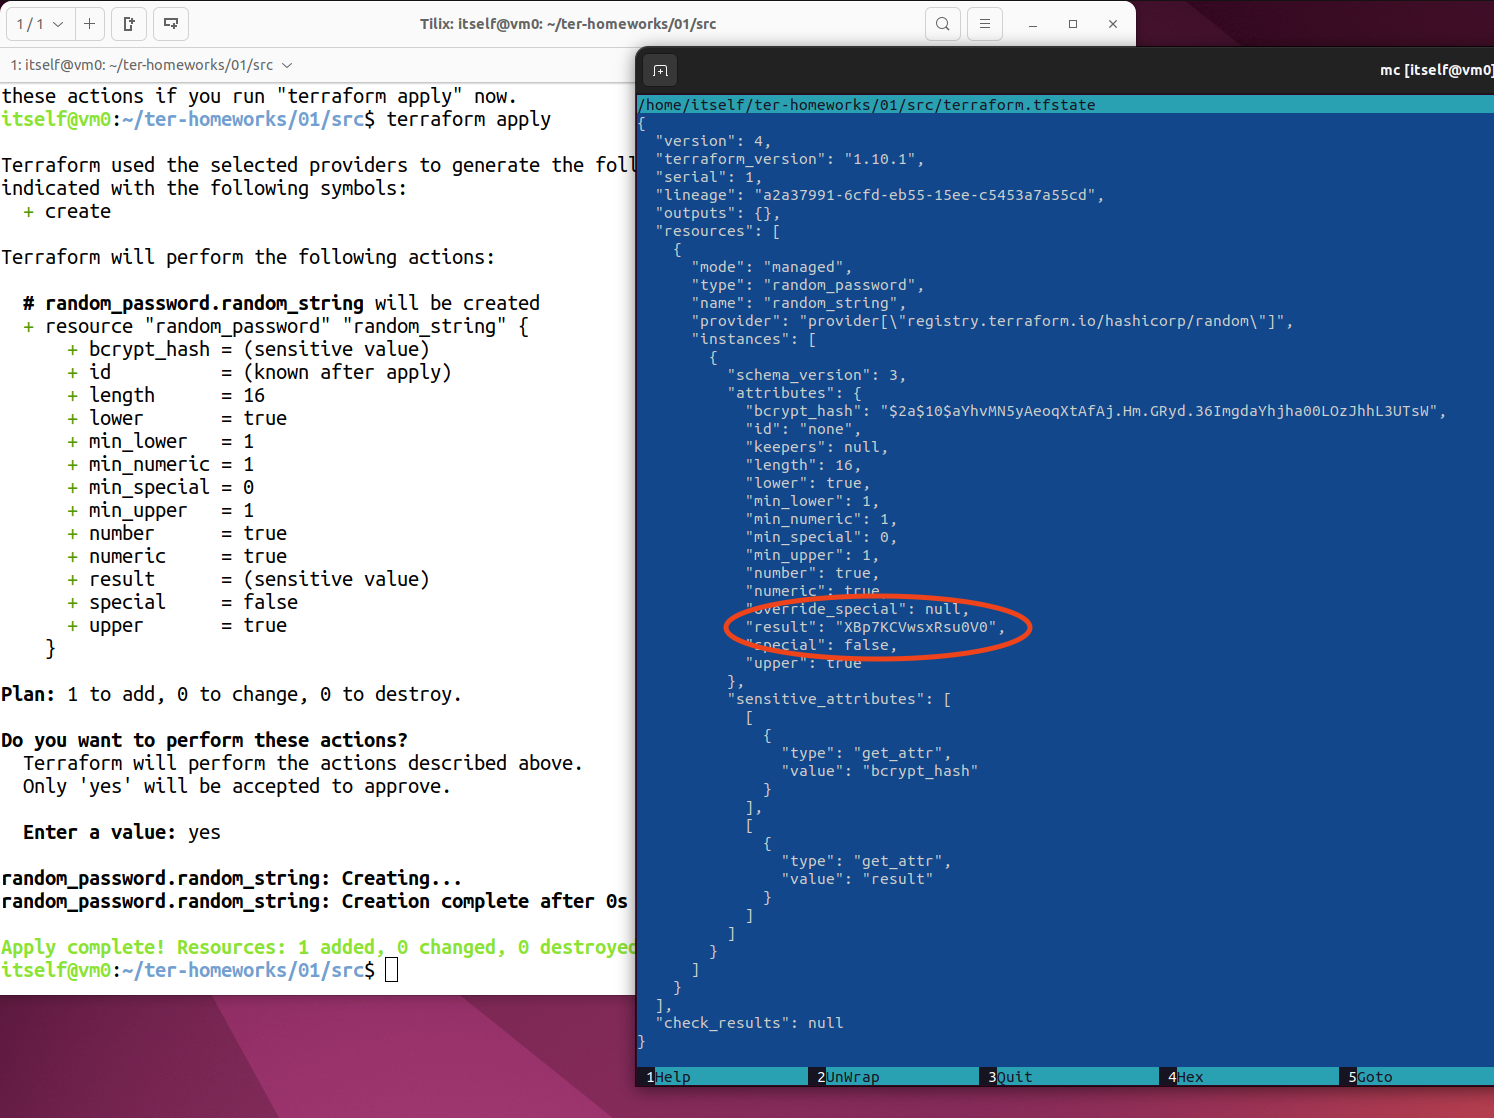 1 / 1
Tilix: itself@vm0: ~/ter-homeworks/01/src
1: itself@vm0: ~/ter-homeworks/01/src
these actions if you run "terraform apply" now.
itself@vm0:~/ter-homeworks/01/src$ terraform apply
Terraform used the selected providers to generate the foll
indicated with the following symbols:
+ create
Terraform will perform the following actions:
# random_password.random_string will be created
+ resource "random_password" "random_string" {
+ bcrypt_hash = (sensitive value)
+ id = (known after apply)
+ length = 16
+ lower = true
+ min_lower = 1
+ min_numeric = 1
+ min_special = 0
+ min_upper = 1
+ number = true
+ numeric = true
+ result = (sensitive value)
+ special = false
+ upper = true
}
Plan: 1 to add, 0 to change, 0 to destroy.
Do you want to perform these actions?
Terraform will perform the actions described above.
Only 'yes' will be accepted to approve.
Enter a value: yes
random_password.random_string: Creating...
random_password.random_string: Creation complete after 0s
Apply complete! Resources: 1 added, 0 changed, 0 destroyed
itself@vm0:~/ter-homeworks/01/src$
mc [itself@vm0]
/home/itself/ter-homeworks/01/src/terraform.tfstate
{
"version": 4,
"terraform_version": "1.10.1",
"serial": 1,
"lineage": "a2a37991-6cfd-eb55-15ee-c5453a7a55cd",
"outputs": {},
"resources": [
{
"mode": "managed",
"type": "random_password",
"name": "random_string",
"provider": "provider[\"registry.terraform.io/hashicorp/random\"]",
"instances": [
{
"schema_version": 3,
"attributes": {
"bcrypt_hash": "$2a$10$aYhvMN5yAeoqXtAfAj.Hm.GRyd.36ImgdaYhjha00LOzJhhL3UTsW",
"id": "none",
"keepers": null,
"length": 16,
"lower": true,
"min_lower": 1,
"min_numeric": 1,
"min_special": 0,
"min_upper": 1,
"number": true,
"numeric": true,
"override_special": null,
"result": "XBp7KCVwsxRsu0V0",
"special": false,
"upper": true
},
"sensitive_attributes": [
[
{
"type": "get_attr",
"value": "bcrypt_hash"
}
],
[
{
"type": "get_attr",
"value": "result"
}
]
]
}
]
}
],
"check_results": null
}
1Help 2UnWrap 3Quit 4Hex 5Goto